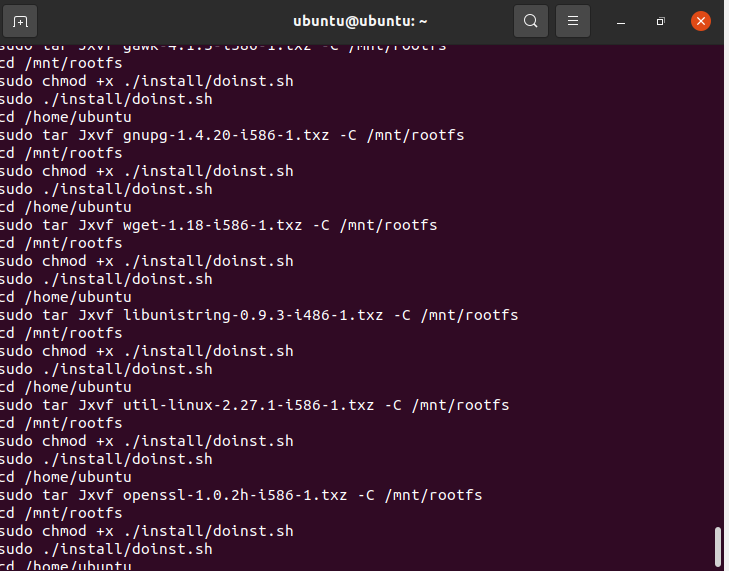 ubuntu@ubuntu: ~
sudo tar Jxvf gawk-4.1.3-i586-1.txz -C /mnt/rootfs
cd /mnt/rootfs
sudo chmod +x ./install/doinst.sh
sudo ./install/doinst.sh
cd /home/ubuntu
sudo tar Jxvf gnupg-1.4.20-i586-1.txz -C /mnt/rootfs
cd /mnt/rootfs
sudo chmod +x ./install/doinst.sh
sudo ./install/doinst.sh
cd /home/ubuntu
sudo tar Jxvf wget-1.18-i586-1.txz -C /mnt/rootfs
cd /mnt/rootfs
sudo chmod +x ./install/doinst.sh
sudo ./install/doinst.sh
cd /home/ubuntu
sudo tar Jxvf libunistring-0.9.3-i486-1.txz -C /mnt/rootfs
cd /mnt/rootfs
sudo chmod +x ./install/doinst.sh
sudo ./install/doinst.sh
cd /home/ubuntu
sudo tar Jxvf util-linux-2.27.1-i586-1.txz -C /mnt/rootfs
cd /mnt/rootfs
sudo chmod +x ./install/doinst.sh
sudo ./install/doinst.sh
cd /home/ubuntu
sudo tar Jxvf openssl-1.0.2h-i586-1.txz -C /mnt/rootfs
cd /mnt/rootfs
sudo chmod +x ./install/doinst.sh
sudo ./install/doinst.sh
cd /home/ubuntu